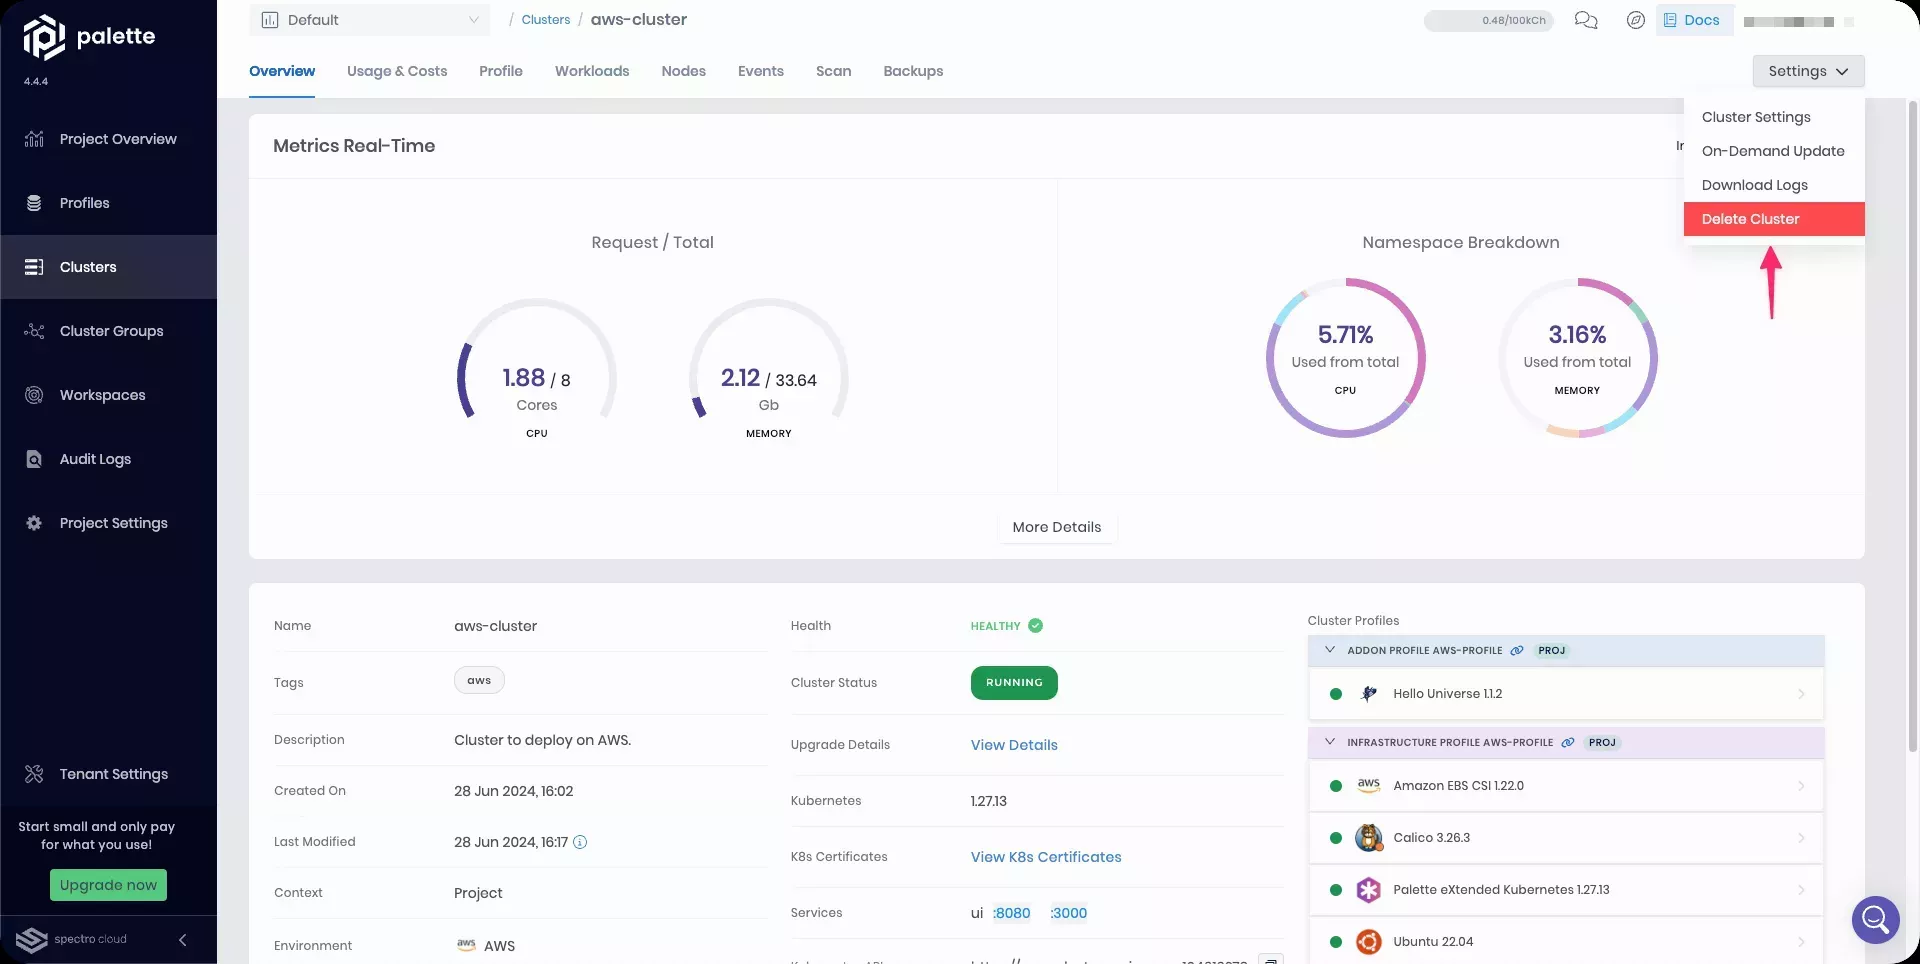 palette
4.4.4
Project Overview
Profiles
Clusters
Cluster Groups
Workspaces
Audit Logs
Project Settings
Tenant Settings
Start small and only pay
for what you use!
Upgrade now
spectro cloud
Default
/ Clusters / aws-cluster
0.48/100kCh
Docs
Overview Usage & Costs Profile Workloads Nodes Events Scan Backups
Settings
Cluster Settings
On-Demand Update
Download Logs
Delete Cluster
Metrics Real-Time
Request / Total
1.88 / 8
Cores
CPU
2.12 / 33.64
Gb
MEMORY
Namespace Breakdown
5.71%
Used from total
CPU
3.16%
Used from total
MEMORY
More Details
Name aws-cluster
Tags aws
Description Cluster to deploy on AWS.
Created On 28 Jun 2024, 16:02
Last Modified 28 Jun 2024, 16:17
Context Project
Environment aws AWS
Health HEALTHY
Cluster Status RUNNING
Upgrade Details View Details
Kubernetes 1.27.13
K8s Certificates View K8s Certificates
Services ui :8080 :3000
Cluster Profiles
ADDON PROFILE AWS-PROFILE PROJ
Hello Universe 1.1.2
INFRASTRUCTURE PROFILE AWS-PROFILE PROJ
aws Amazon EBS CSI 1.22.0
Calico 3.26.3
Palette eXtended Kubernetes 1.27.13
Ubuntu 22.04